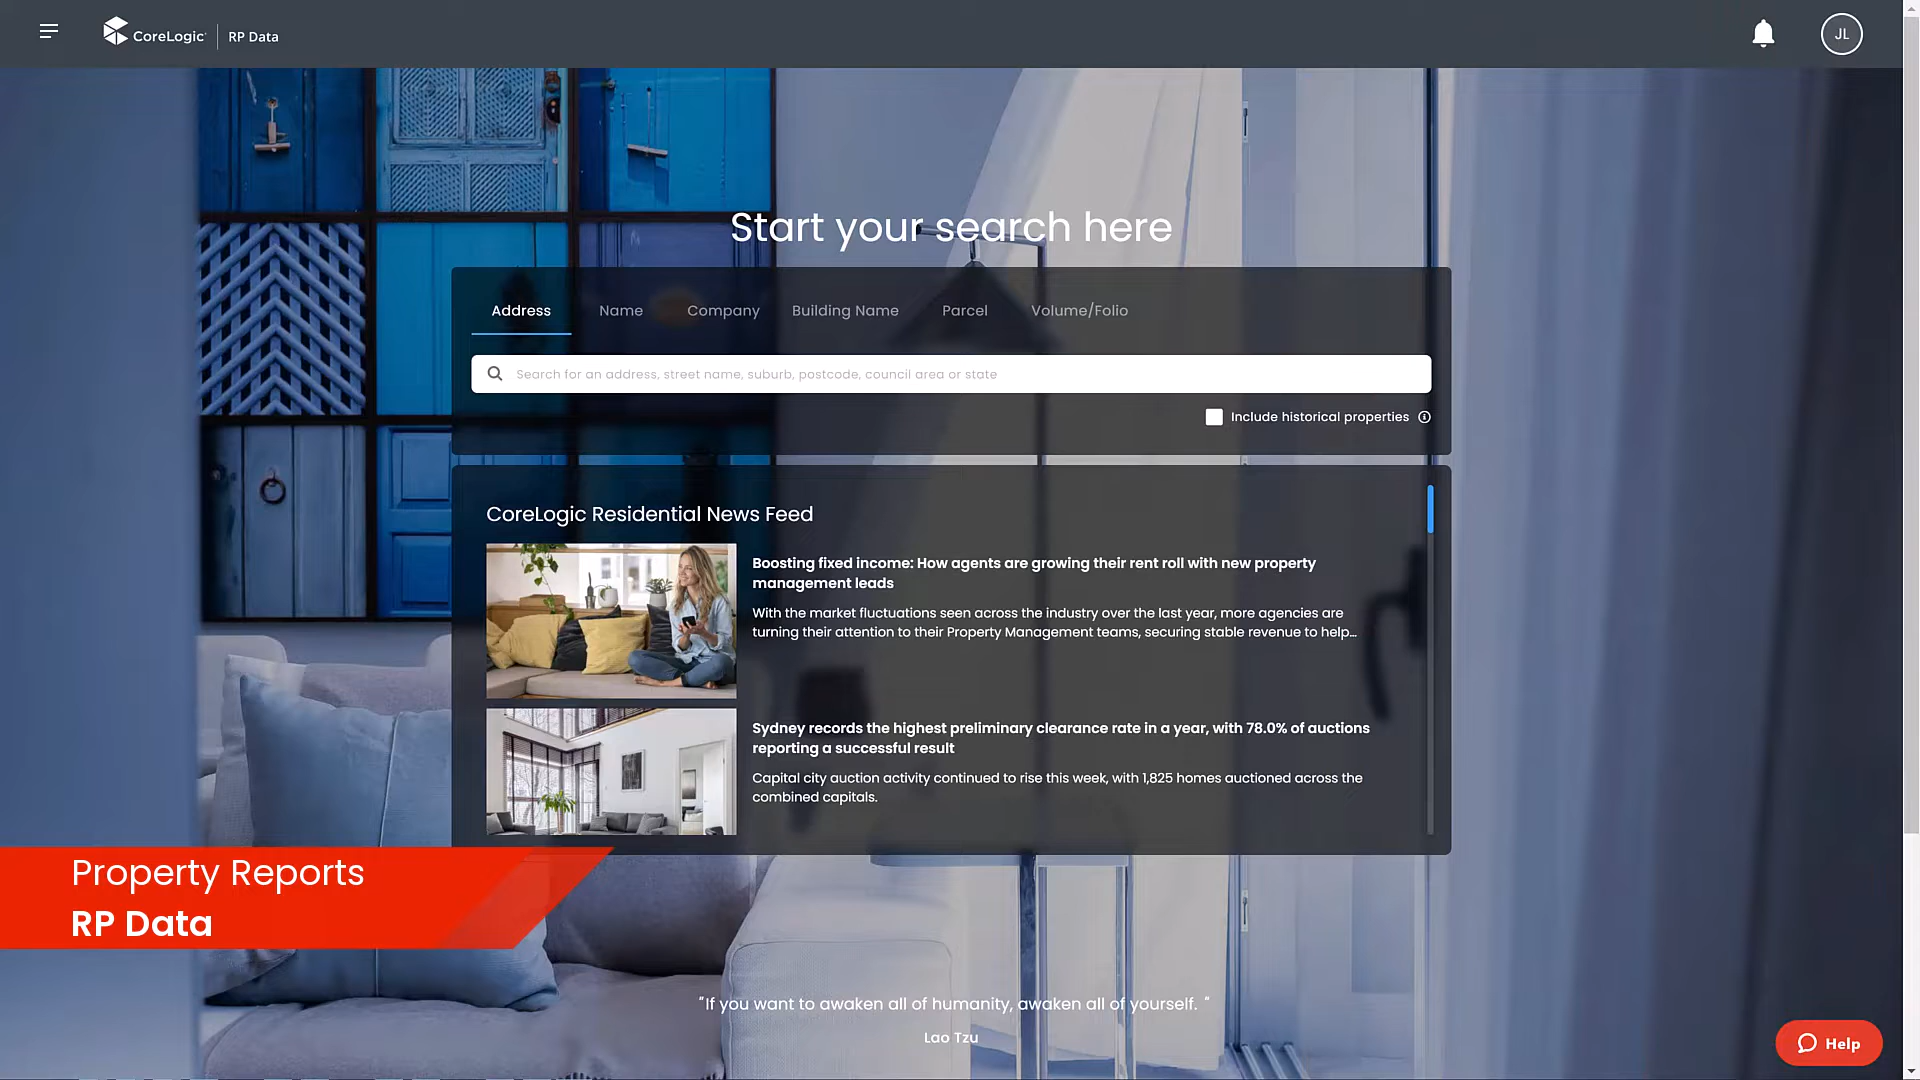 CoreLogic RP Data
JL
Start your search here
Address Name Company Building Name Parcel Volume/Folio
Search for an address, street name, suburb, postcode, council area or state
Include historical properties
CoreLogic Residential News Feed
Boosting fixed income: How agents are growing their rent roll with new property
management leads
With the market fluctuations seen across the industry over the last year, more agencies are
turning their attention to their Property Management teams, securing stable revenue to help...
Sydney records the highest preliminary clearance rate in a year, with 78.0% of auctions
reporting a successful result
Capital city auction activity continued to rise this week, with 1,825 homes auctioned across the
combined capitals.
Property Reports
RP Data
"If you want to awaken all of humanity, awaken all of yourself. "
Lao Tzu
Help